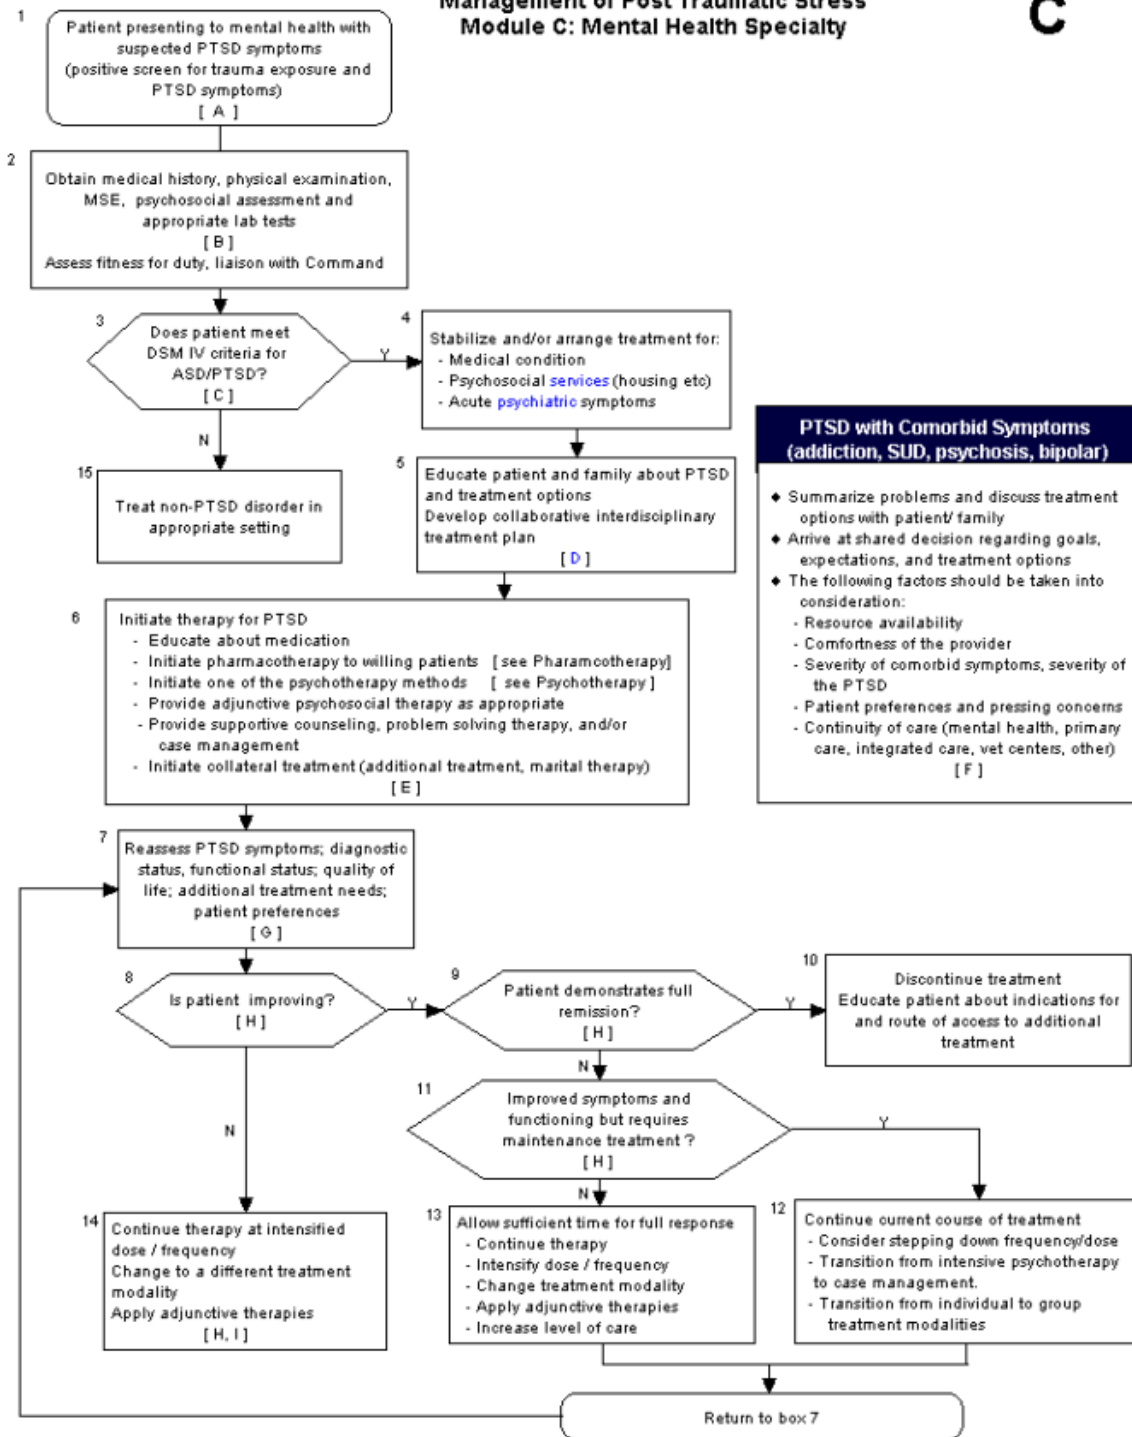 Management of Post Traumatic Stress
Module C: Mental Health Specialty
C
1
Patient presenting to mental health with
suspected PTSD symptoms
(positive screen for trauma exposure and
PTSD symptoms)
[ A ]
2
Obtain medical history, physical examination,
MSE, psychosocial assessment and
appropriate lab tests
[ B ]
Assess fitness for duty, liaison with Command
3
Does patient meet
DSM IV criteria for
ASD/PTSD?
[ C ]
Y
N
4
Stabilize and/or arrange treatment for:
- Medical condition
- Psychosocial services (housing etc)
- Acute psychiatric symptoms
15
Treat non-PTSD disorder in
appropriate setting
5
Educate patient and family about PTSD
and treatment options
Develop collaborative interdisciplinary
treatment plan
[ D ]
PTSD with Comorbid Symptoms
(addiction, SUD, psychosis, bipolar)
◆ Summarize problems and discuss treatment
options with patient/ family
◆ Arrive at shared decision regarding goals,
expectations, and treatment options
◆ The following factors should be taken into
consideration:
- Resource availability
- Comfortness of the provider
- Severity of comorbid symptoms, severity of
the PTSD
- Patient preferences and pressing concerns
- Continuity of care (mental health, primary
care, integrated care, vet centers, other)
[ F ]
6
Initiate therapy for PTSD
- Educate about medication
- Initiate pharmacotherapy to willing patients [ see Pharamcotherapy]
- Initiate one of the psychotherapy methods [ see Psychotherapy ]
- Provide adjunctive psychosocial therapy as appropriate
- Provide supportive counseling, problem solving therapy, and/or
case management
- Initiate collateral treatment (additional treatment, marital therapy)
[ E ]
7
Reassess PTSD symptoms; diagnostic
status, functional status; quality of
life; additional treatment needs;
patient preferences
[ G ]
8
Is patient improving?
[ H ]
Y
N
9
Patient demonstrates full
remission?
[ H ]
Y
N
10
Discontinue treatment
Educate patient about indications for
and route of access to additional
treatment
11
Improved symptoms and
functioning but requires
maintenance treatment ?
[ H ]
Y
N
14
Continue therapy at intensified
dose / frequency
Change to a different treatment
modality
Apply adjunctive therapies
[ H, I ]
13
Allow sufficient time for full response
- Continue therapy
- Intensify dose / frequency
- Change treatment modality
- Apply adjunctive therapies
- Increase level of care
12
Continue current course of treatment
- Consider stepping down frequency/dose
- Transition from intensive psychotherapy
to case management.
- Transition from individual to group
treatment modalities
Return to box 7